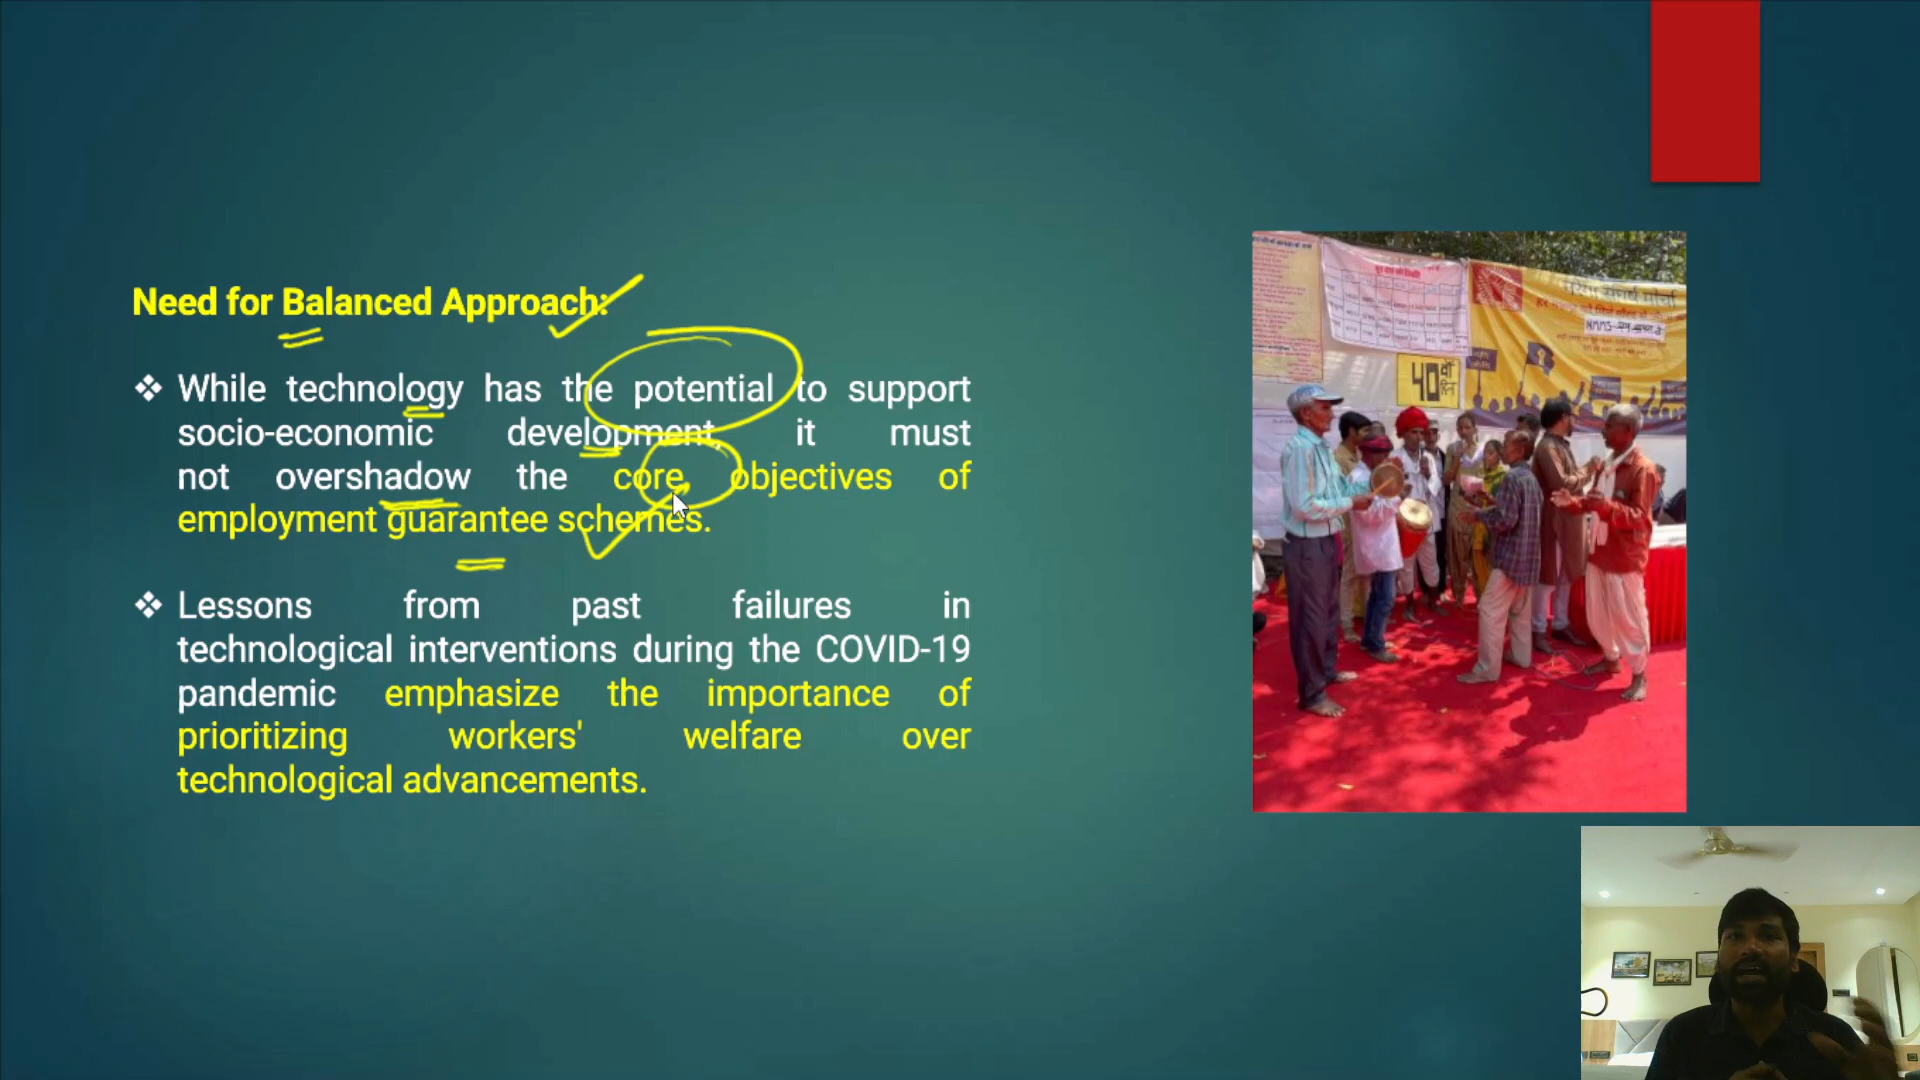 Need for Balanced Approach:
❖ While technology has the potential to support
socio-economic development, it must
not overshadow the core objectives of
employment guarantee schemes.
❖ Lessons from past failures in
technological interventions during the COVID-19
pandemic emphasize the importance of
prioritizing workers' welfare over
technological advancements.
NMMS
40वाँ
दिन